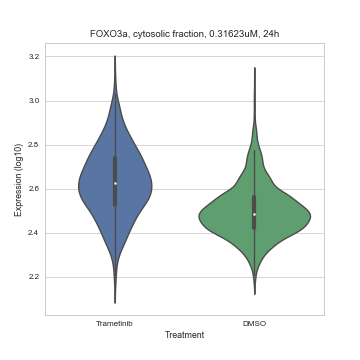 FOXO3a, cytosolic fraction, 0.31623uM, 24h
3.2
3.0
2.8
2.6
2.4
2.2
Expression (log10)
Trametinib
DMSO
Treatment